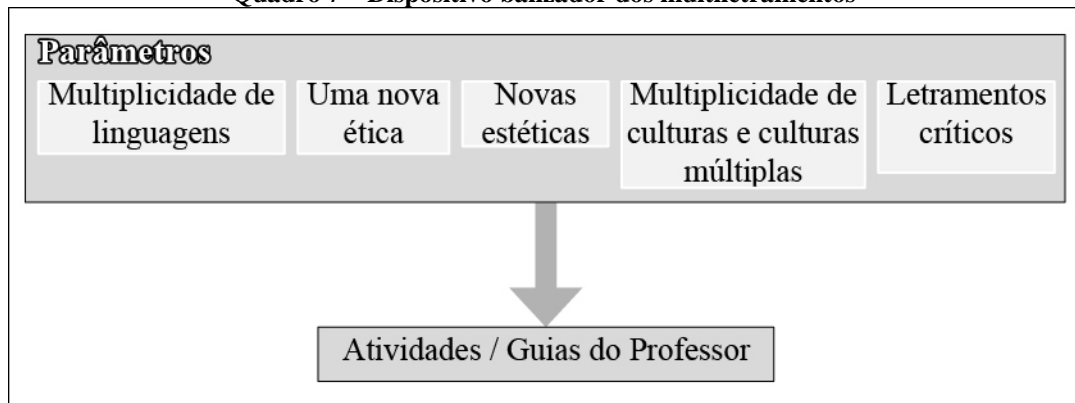 Quadro – Dispositivo balizador dos multiletramentos
Parâmetros
Multiplicidade de
linguagens
Uma nova
ética
Novas
estéticas
Multiplicidade de
culturas e culturas
múltiplas
Letramentos
críticos
Atividades / Guias do Professor